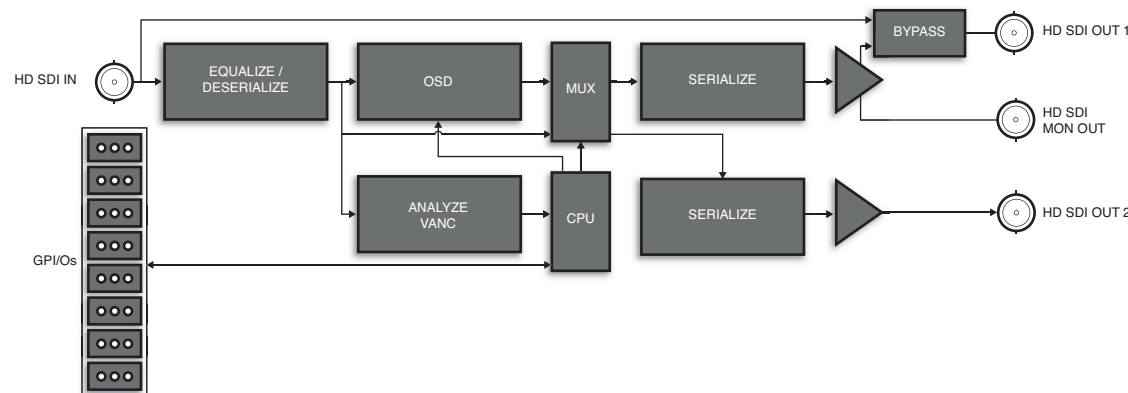 HD SDI IN
EQUALIZE /
DESERIALIZE
OSD
MUX
SERIALIZE
BYPASS
HD SDI OUT 1
HD SDI
MON OUT
ANALYZE
VANC
CPU
SERIALIZE
HD SDI OUT 2
GPI/Os